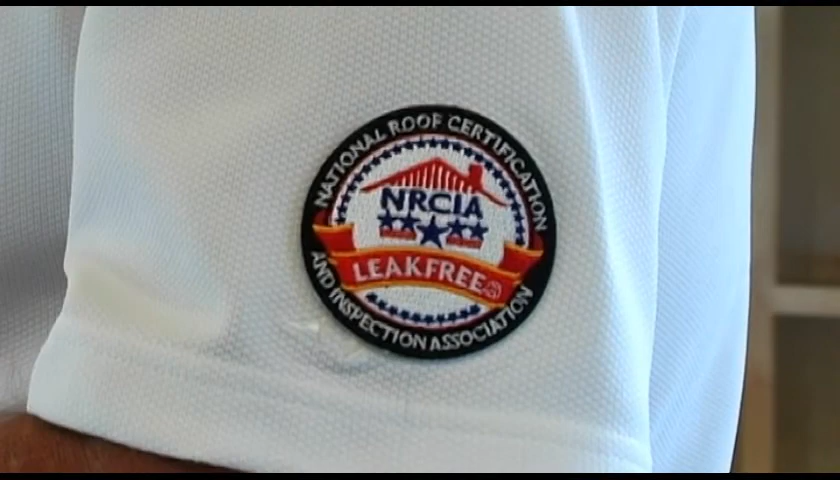 NATIONAL ROOF CERTIFICATION
NRCIA
LEAKFREE®
AND INSPECTION ASSOCIATION